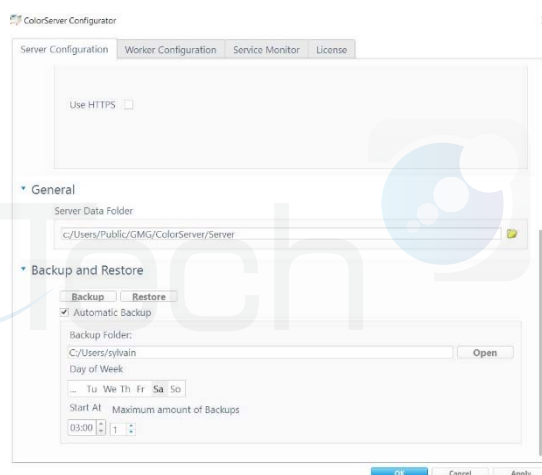 ColorServer Configurator
Server Configuration Worker Configuration Service Monitor License
Use HTTPS
General
Server Data Folder
c:/Users/Public/GMG/ColorServer/Server
Backup and Restore
Backup Restore
Automatic Backup
Backup Folder:
C:/Users/sylvain Open
Day of Week
... Tu We Th Fr Sa So
Start At Maximum amount of Backups
03:00 1
OK Cancel Apply